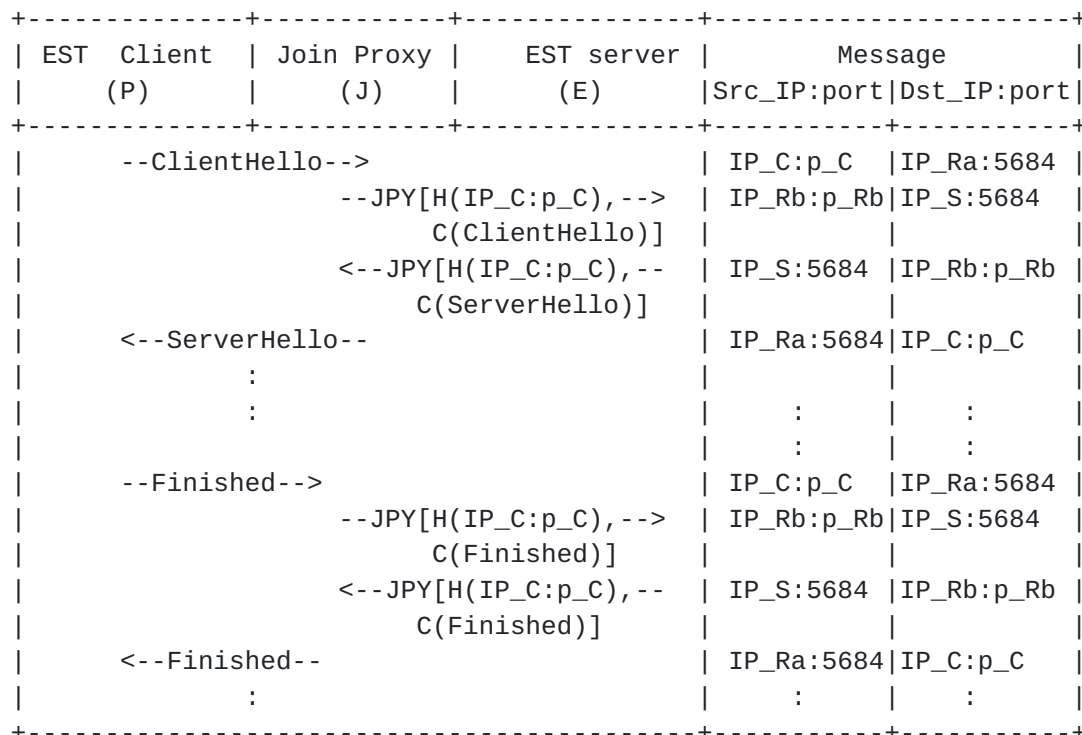 +--------------+------------+---------------+-----------------------+
| EST  Client  | Join Proxy |    EST server |        Message        |
|     (P)      |     (J)    |      (E)      |Src_IP:port|Dst_IP:port|
+--------------+------------+---------------+-----------+-----------+
|      --ClientHello-->                     | IP_C:p_C  |IP_Ra:5684 |
|                    --JPY[H(IP_C:p_C),-->  | IP_Rb:p_Rb|IP_S:5684  |
|                          C(ClientHello)]  |           |           |
|                    <--JPY[H(IP_C:p_C),--  | IP_S:5684 |IP_Rb:p_Rb |
|                         C(ServerHello)]   |           |           |
|      <--ServerHello--                     | IP_Ra:5684|IP_C:p_C   |
|              :                            |           |           |
|              :                            |     :     |    :      |
|                                           |     :     |    :      |
|      --Finished-->                        | IP_C:p_C  |IP_Ra:5684 |
|                    --JPY[H(IP_C:p_C),-->  | IP_Rb:p_Rb|IP_S:5684  |
|                          C(Finished)]     |           |           |
|                    <--JPY[H(IP_C:p_C),--  | IP_S:5684 |IP_Rb:p_Rb |
|                         C(Finished)]      |           |           |
|      <--Finished--                        | IP_Ra:5684|IP_C:p_C   |
|              :                            |     :     |    :      |
+-------------------------------------------+-----------+-----------+